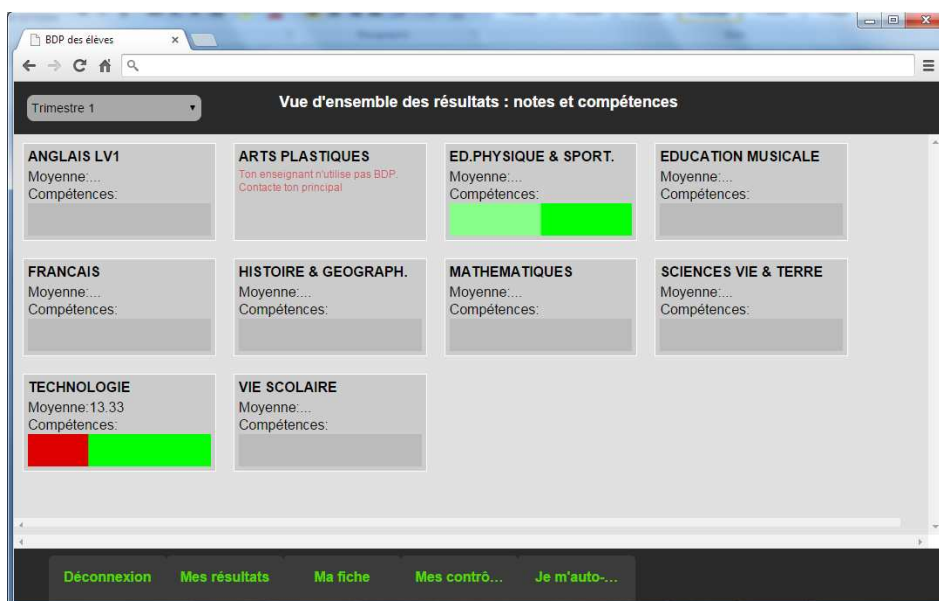 BDP des élèves
Trimestre 1
Vue d'ensemble des résultats : notes et compétences
ANGLAIS LV1
Moyenne:...
Compétences:
ARTS PLASTIQUES
Ton enseignant n'utilise pas BDP.
Contacte ton principal
ED.PHYSIQUE & SPORT.
Moyenne:...
Compétences:
EDUCATION MUSICALE
Moyenne:...
Compétences:
FRANCAIS
Moyenne:...
Compétences:
HISTOIRE & GEOGRAPH.
Moyenne:...
Compétences:
MATHEMATIQUES
Moyenne:...
Compétences:
SCIENCES VIE & TERRE
Moyenne:...
Compétences:
TECHNOLOGIE
Moyenne:13.33
Compétences:
VIE SCOLAIRE
Moyenne:...
Compétences:
Déconnexion Mes résultats Ma fiche Mes contrô... Je m'auto-...